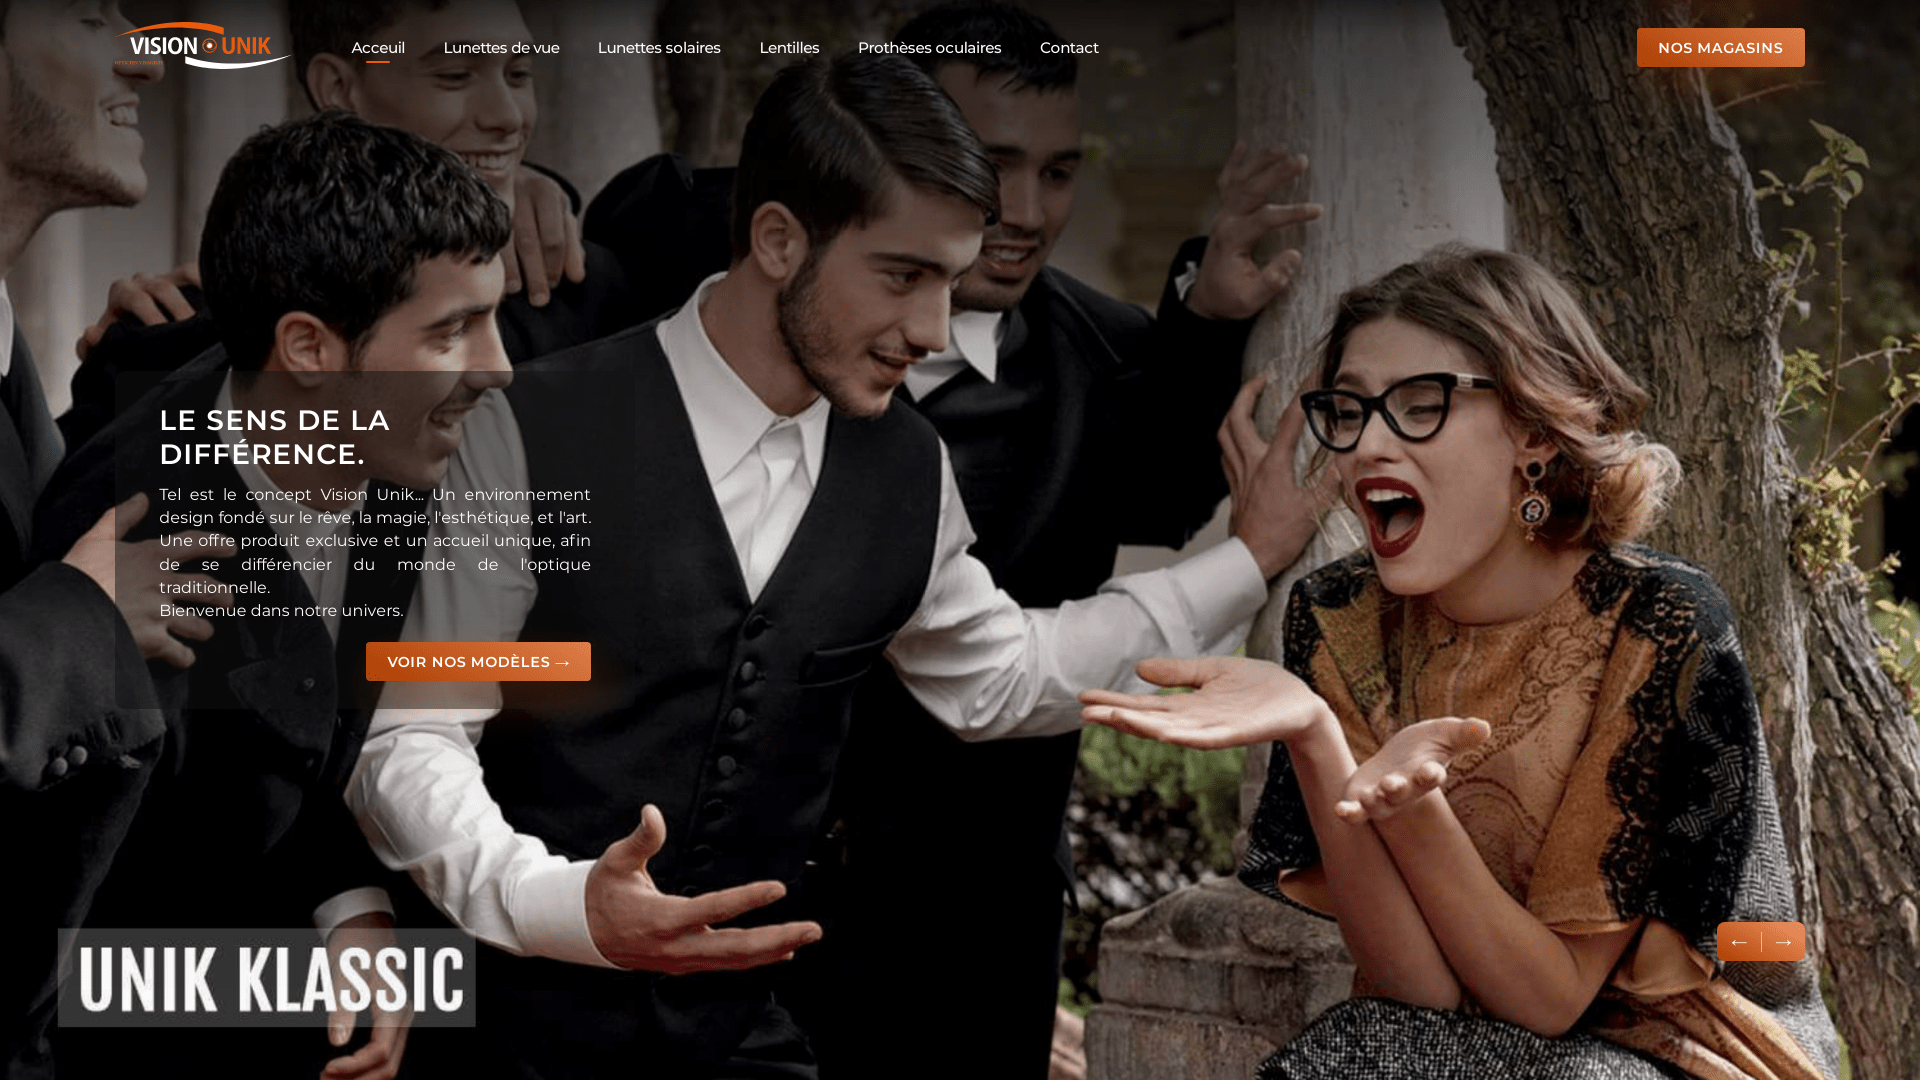 VISION UNIK
Acceuil
Lunettes de vue
Lunettes solaires
Lentilles
Prothèses oculaires
Contact
NOS MAGASINS
LE SENS DE LA
DIFFÉRENCE.
Tel est le concept Vision Unik... Un environnement
design fondé sur le rêve, la magie, l'esthétique, et l'art.
Une offre produit exclusive et un accueil unique, afin
de se différencier du monde de l'optique
traditionnelle.
Bienvenue dans notre univers.
VOIR NOS MODÈLES →
← | →
UNIK KLASSIC